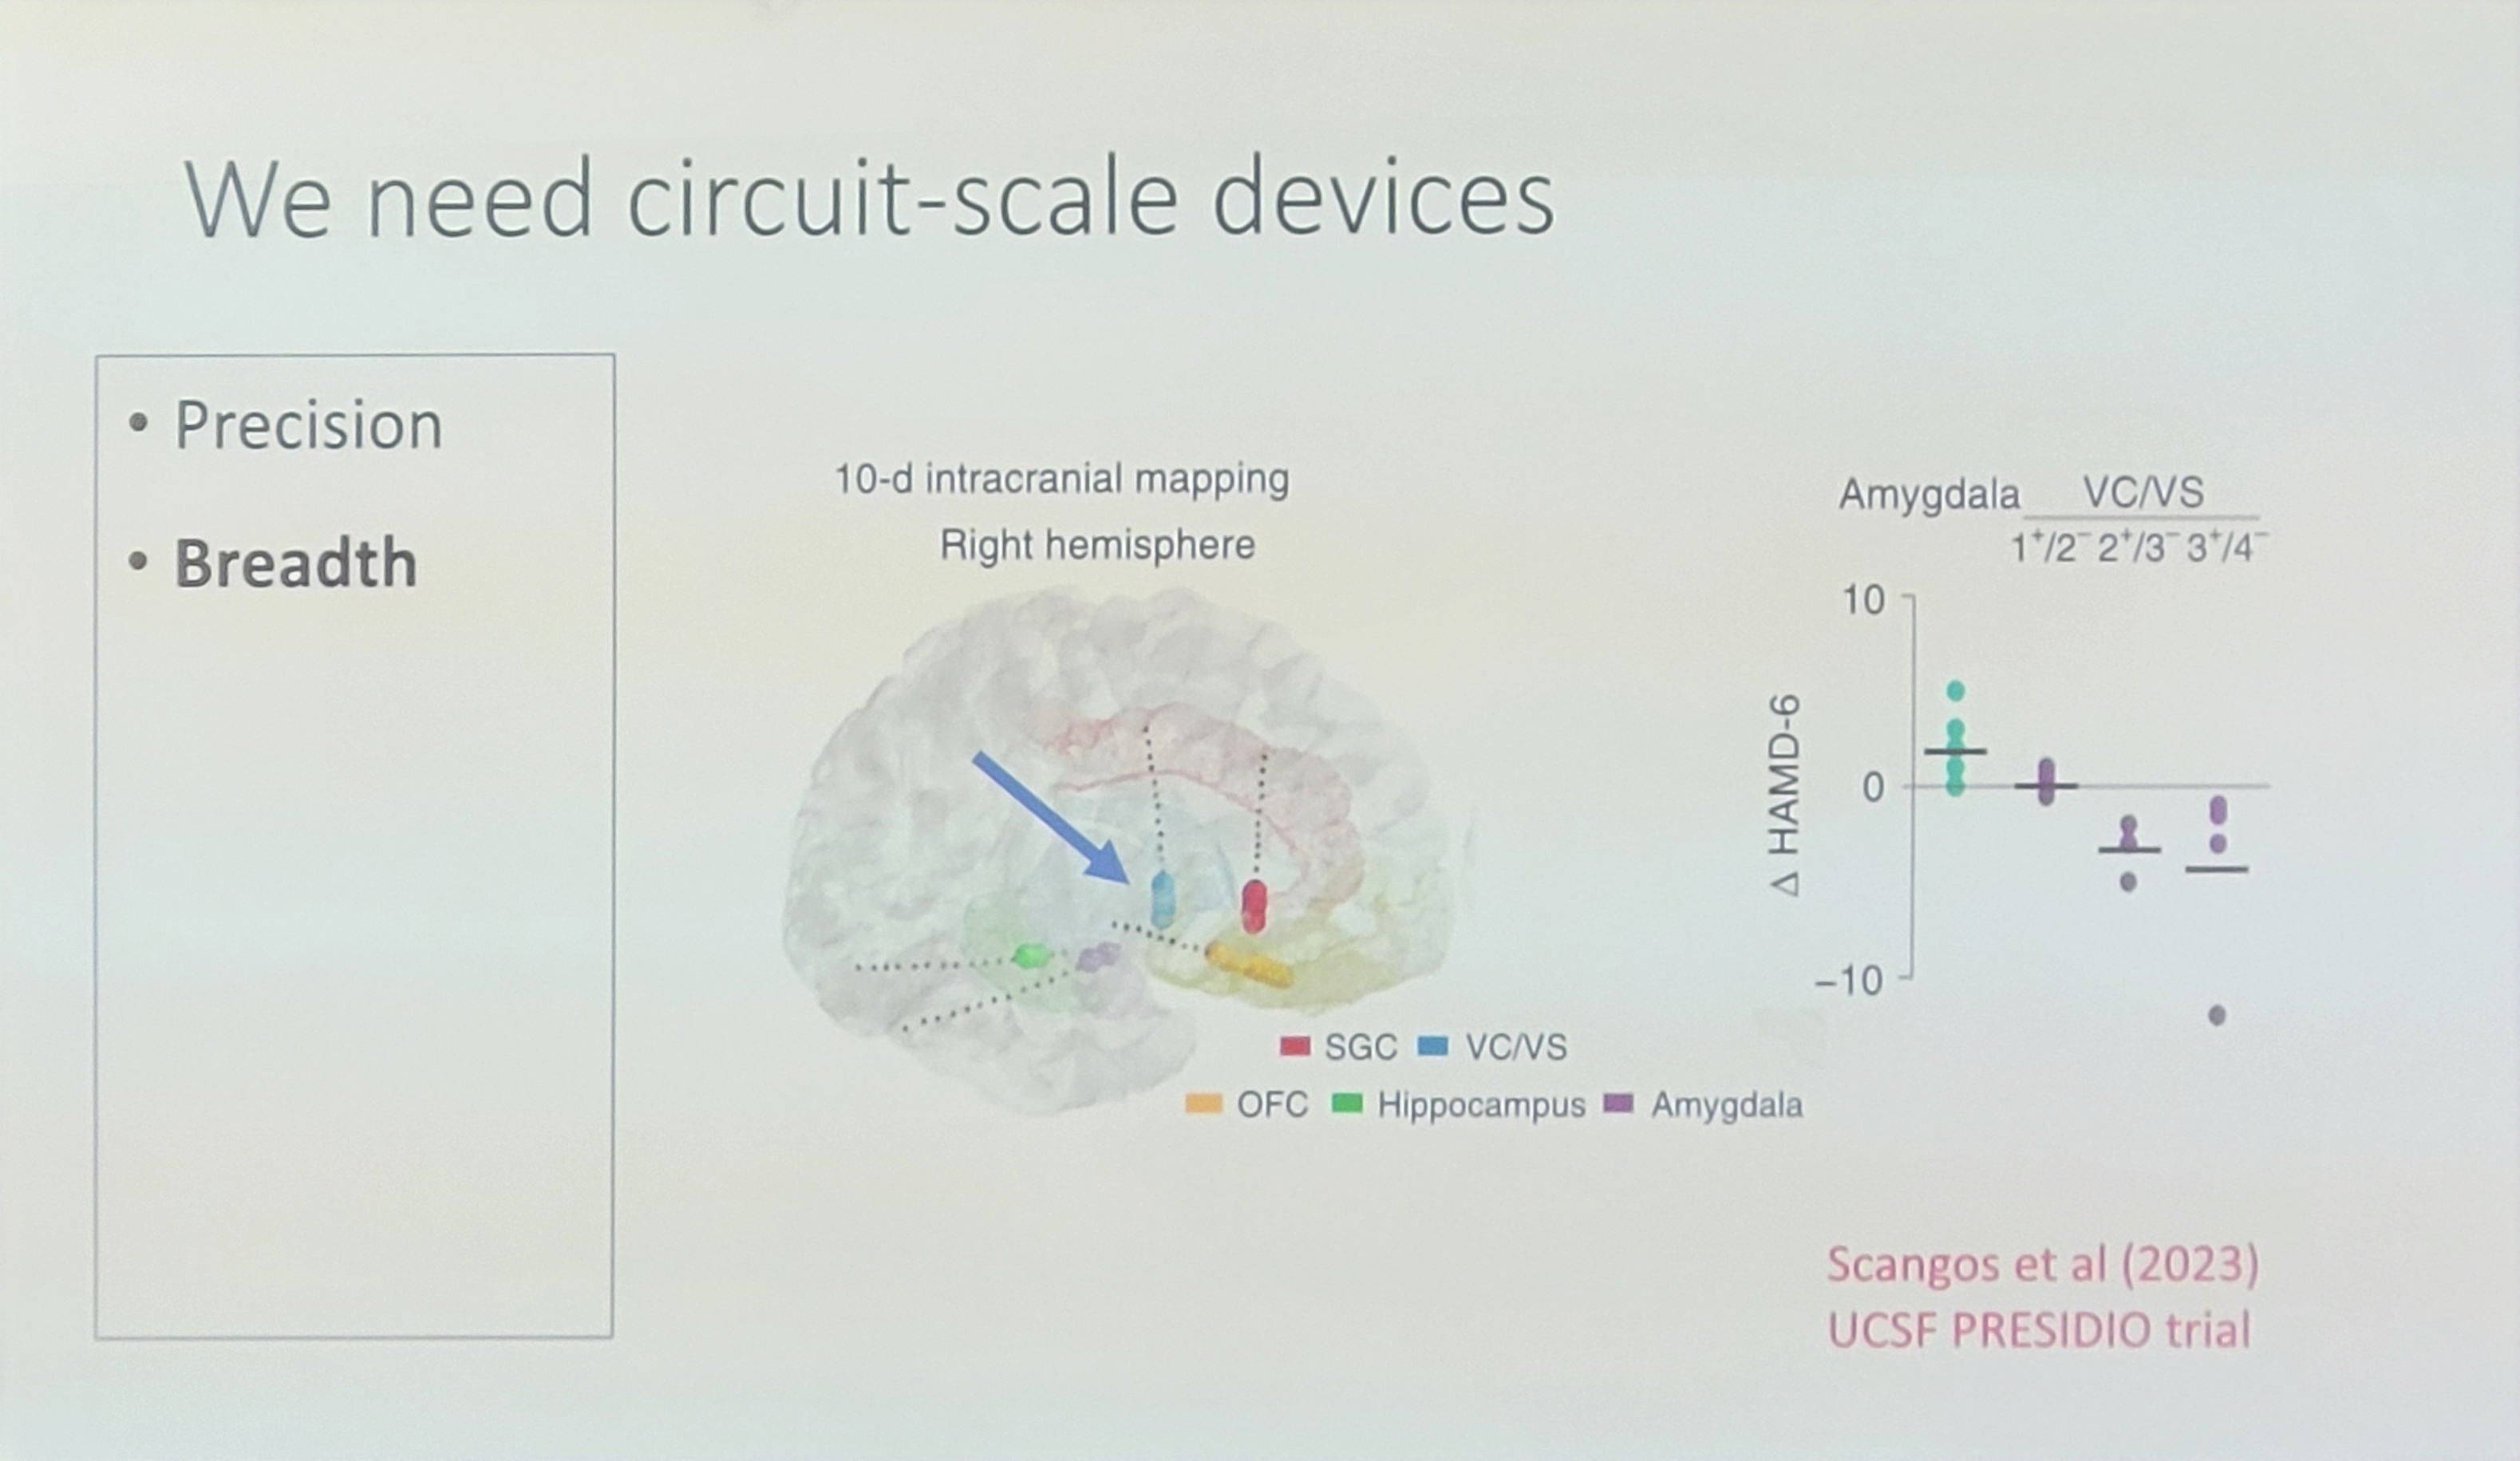 We need circuit-scale devices
• Precision
• Breadth
10-d intracranial mapping
Right hemisphere
SGC VC/VS
OFC Hippocampus Amygdala
Amygdala VC/VS
1⁺/2⁻ 2⁺/3⁻ 3⁺/4⁻
10
0
−10
Δ HAMD-6
Scangos et al (2023)
UCSF PRESIDIO trial